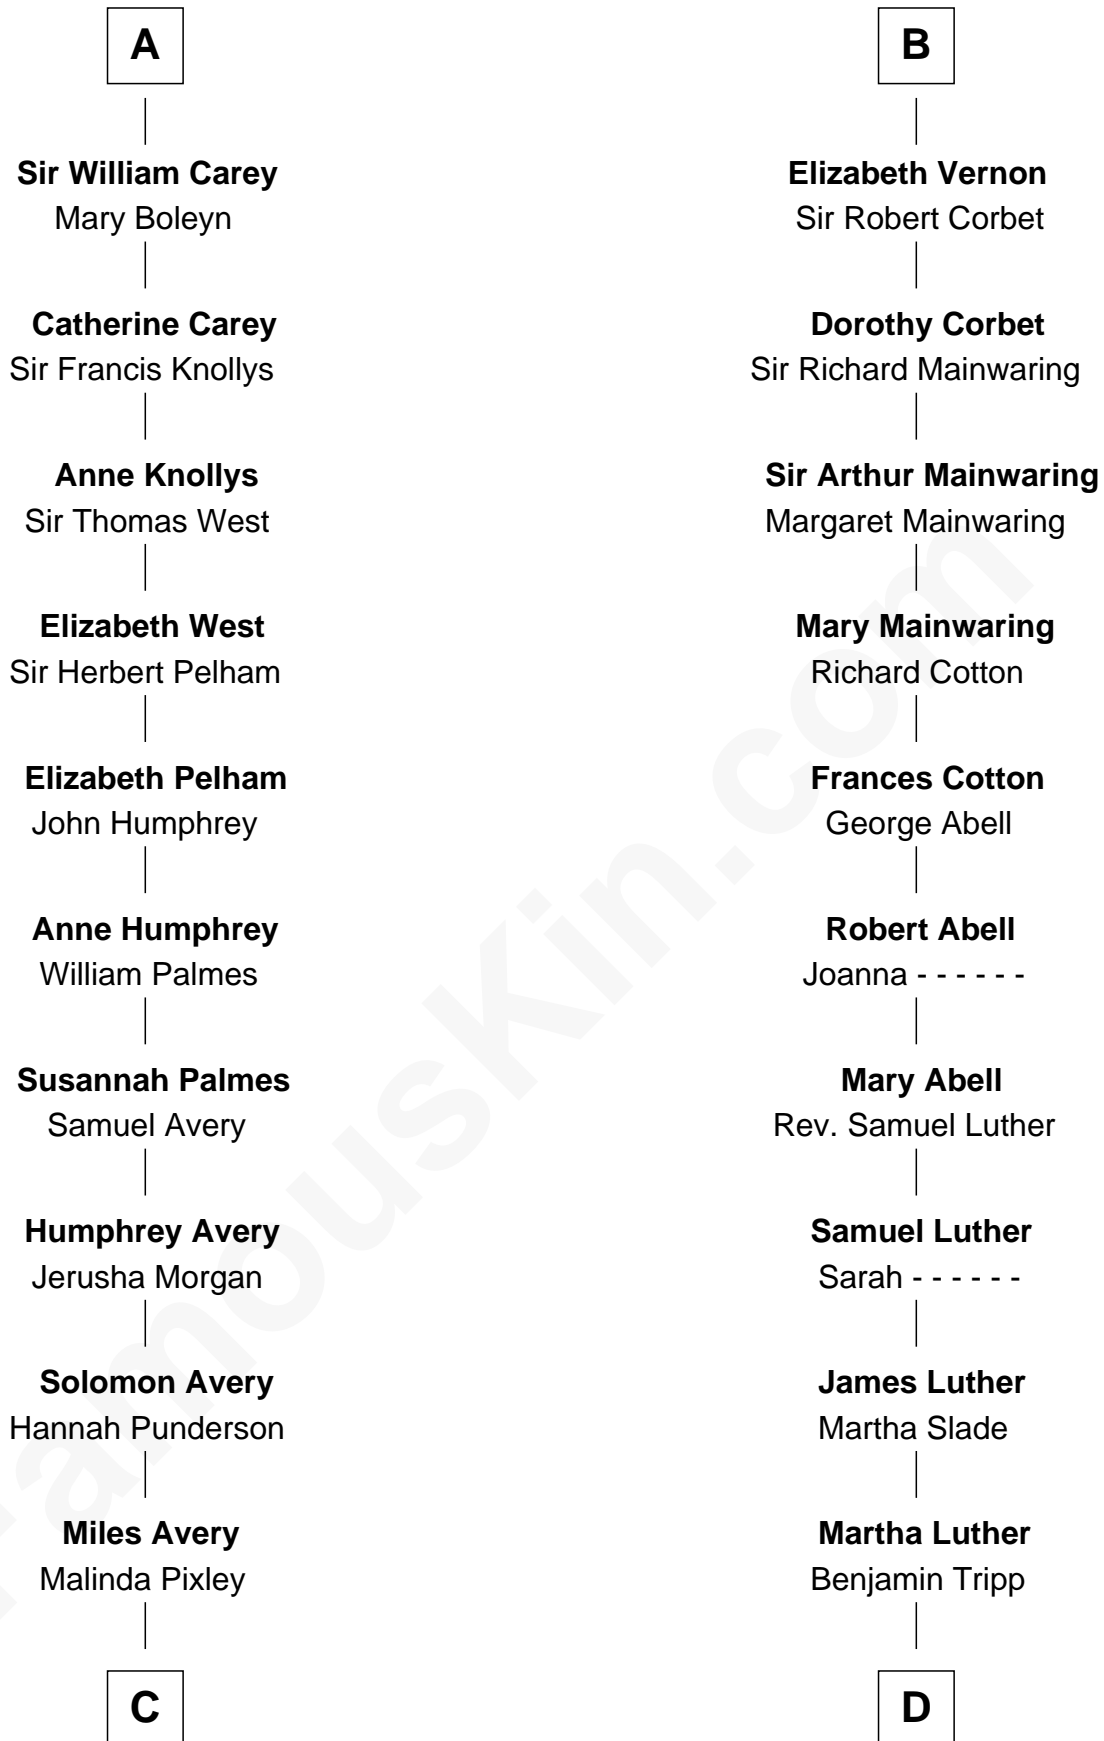 A
Sir William Carey
Mary Boleyn
Catherine Carey
Sir Francis Knollys
Anne Knollys
Sir Thomas West
Elizabeth West
Sir Herbert Pelham
Elizabeth Pelham
John Humphrey
Anne Humphrey
William Palmes
Susannah Palmes
Samuel Avery
Humphrey Avery
Jerusha Morgan
Solomon Avery
Hannah Punderson
Miles Avery
Malinda Pixley
C
B
Elizabeth Vernon
Sir Robert Corbet
Dorothy Corbet
Sir Richard Mainwaring
Sir Arthur Mainwaring
Margaret Mainwaring
Mary Mainwaring
Richard Cotton
Frances Cotton
George Abell
Robert Abell
Joanna - - - - - -
Mary Abell
Rev. Samuel Luther
Samuel Luther
Sarah - - - - - -
James Luther
Martha Slade
Martha Luther
Benjamin Tripp
D
FamousKin.com